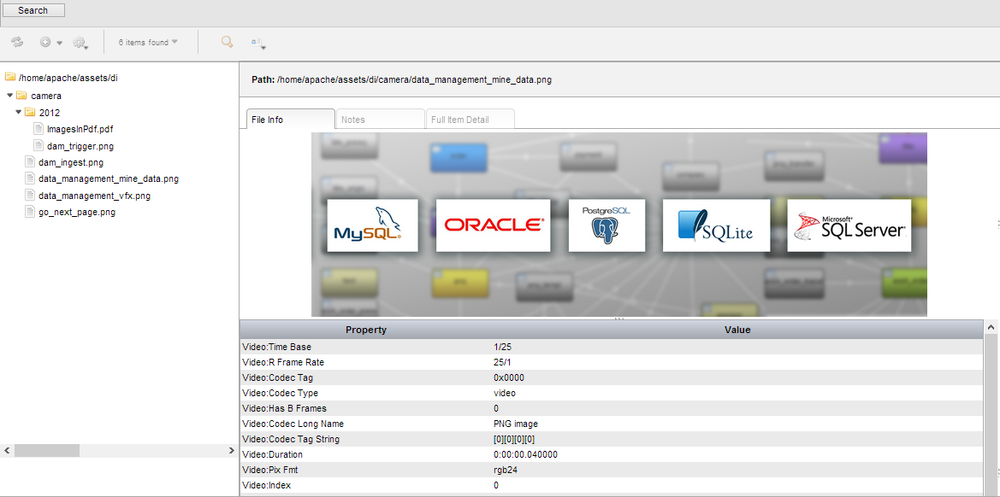 Search
6 items found
/home/apache/assets/di
camera
2012
ImagesInPdf.pdf
dam_trigger.png
dam_ingest.png
data_management_mine_data.png
data_management_vfx.png
go_next_page.png
Path: /home/apache/assets/di/camera/data_management_mine_data.png
File Info
Notes
Full Item Detail
MySQL
ORACLE
PostgreSQL
SQLite
Microsoft
SQL Server
Property Value
Video:Time Base 1/25
Video:R Frame Rate 25/1
Video:Codec Tag 0x0000
Video:Codec Type video
Video:Has B Frames 0
Video:Codec Long Name PNG image
Video:Codec Tag String [0][0][0][0]
Video:Duration 0:00:00.040000
Video:Pix Fmt rgb24
Video:Index 0